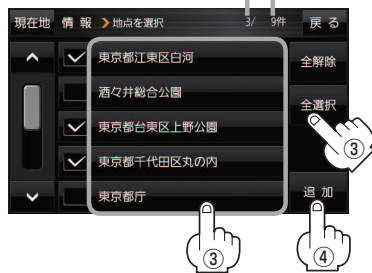 現在地 情報 ＞地点を選択 3/ 9件 戻る
東京都江東区白河 全解除
酒々井総合公園 全選択
東京都台東区上野公園 ③
東京都千代田区丸の内
東京都庁 追加
③ ④